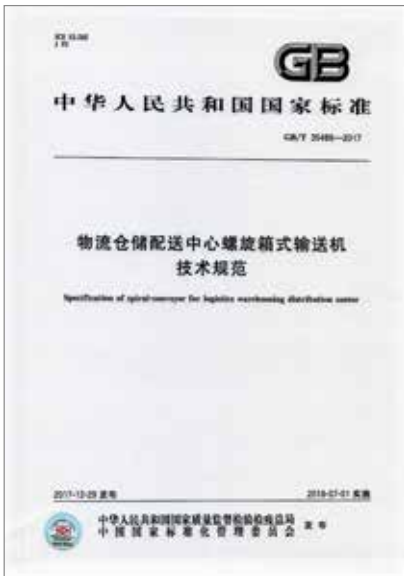 GB
中华人民共和国国家标准
物流仓储配送中心螺旋箱式输送机
技术规范
Specification of spiral-conveyor for logistics warehousing distribution center
2017-12-29 发布
2018-07-01 实施
中华人民共和国国家质量监督检验检疫总局
中国国家标准化管理委员会
发布